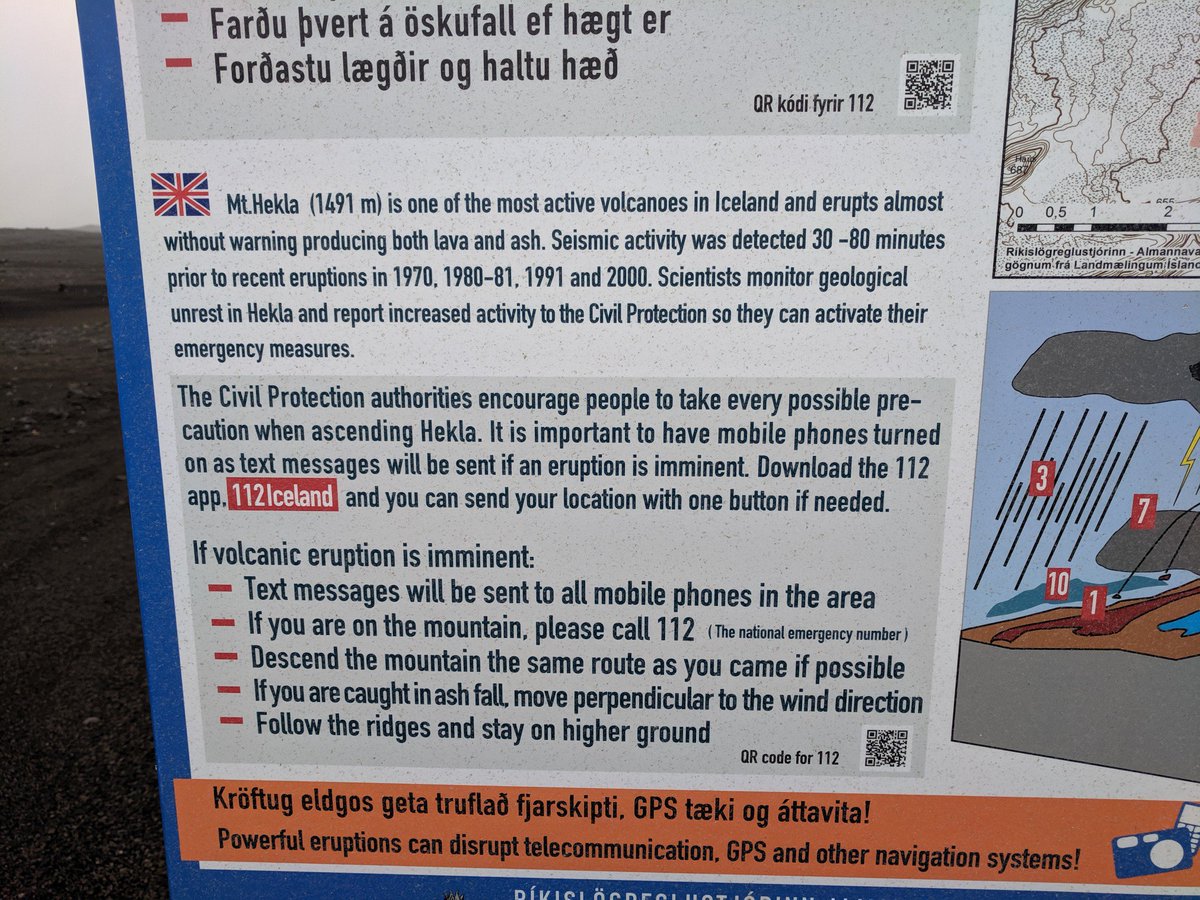 Farðu þvert á öskufall ef hægt er
Forðastu lægðir og haltu hæð
QR kódi fyrir 112
Mt.Hekla (1491 m) is one of the most active volcanoes in Iceland and erupts almost
without warning producing both lava and ash. Seismic activity was detected 30 -80 minutes
prior to recent eruptions in 1970, 1980-81, 1991 and 2000. Scientists monitor geological
unrest in Hekla and report increased activity to the Civil Protection so they can activate their
emergency measures.
The Civil Protection authorities encourage people to take every possible pre-
caution when ascending Hekla. It is important to have mobile phones turned
on as text messages will be sent if an eruption is imminent. Download the 112
app, 112Iceland and you can send your location with one button if needed.
If volcanic eruption is imminent:
Text messages will be sent to all mobile phones in the area
If you are on the mountain, please call 112 (The national emergency number)
Descend the mountain the same route as you came if possible
If you are caught in ash fall, move perpendicular to the wind direction
Follow the ridges and stay on higher ground
QR code for 112
Kröftug eldgos geta truflað fjarskipti, GPS tæki og áttavita!
Powerful eruptions can disrupt telecommunication, GPS and other navigation systems!
RÍKISLÖGREGLUSTJÓRINN
687
655
0 0,5 1 2
Ríkislögreglustjórinn - Almannava
gögnum frá Landmælingum Íslan
3
7
10
1